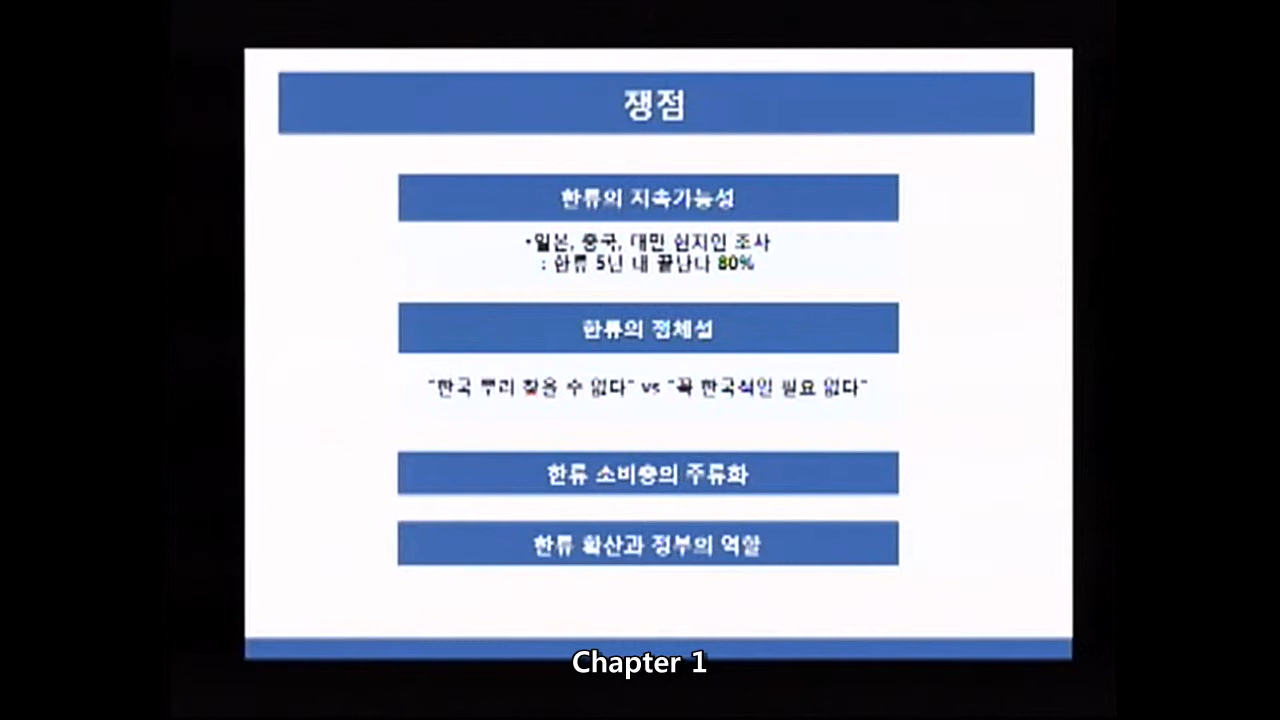 쟁점
한류의 지속가능성
•일본, 중국, 대만 현지인 조사
: 한류 5년 내 끝난다 80%
한류의 정체성
"한국 뿌리 찾을 수 없다" vs "꼭 한국식일 필요 없다"
한류 소비층의 주류화
한류 확산과 정부의 역할
Chapter 1